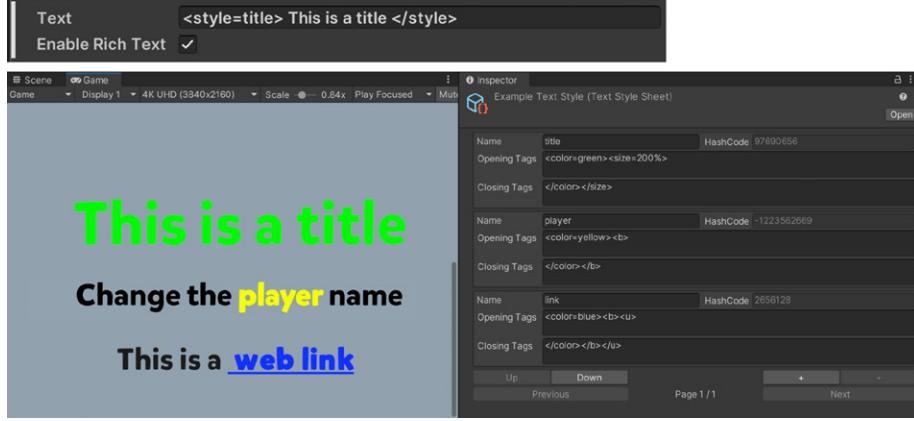 Text <style=title> This is a title </style>
Enable Rich Text
Scene Game
Game Display 1 4K UHD (3840x2160) Scale 0.84x Play Focused Mut
This is a title
Change the player name
This is a web link
Inspector
Example Text Style (Text Style Sheet)
Open
Name title HashCode 97690656
Opening Tags <color=green><size=200%>
Closing Tags </color></size>
Name player HashCode -1223562669
Opening Tags <color=yellow><b>
Closing Tags </color></b>
Name link HashCode 2656128
Opening Tags <color=blue><b><u>
Closing Tags </color></b></u>
Up Down + -
Previous Page 1 / 1 Next